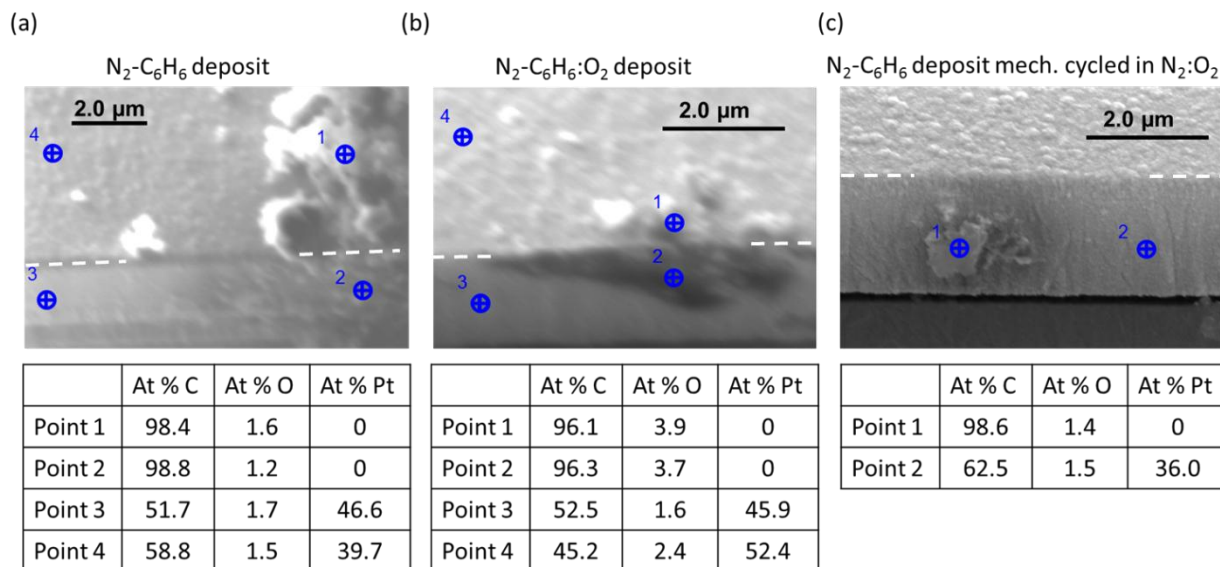 (a)
N₂-C₆H₆ deposit
2.0 µm
4
1
3
2
At % C At % O At % Pt
Point 1 98.4 1.6 0
Point 2 98.8 1.2 0
Point 3 51.7 1.7 46.6
Point 4 58.8 1.5 39.7
(b)
N₂-C₆H₆:O₂ deposit
2.0 µm
4
1
2
3
At % C At % O At % Pt
Point 1 96.1 3.9 0
Point 2 96.3 3.7 0
Point 3 52.5 1.6 45.9
Point 4 45.2 2.4 52.4
(c)
N₂-C₆H₆ deposit mech. cycled in N₂:O₂
2.0 µm
1
2
At % C At % O At % Pt
Point 1 98.6 1.4 0
Point 2 62.5 1.5 36.0